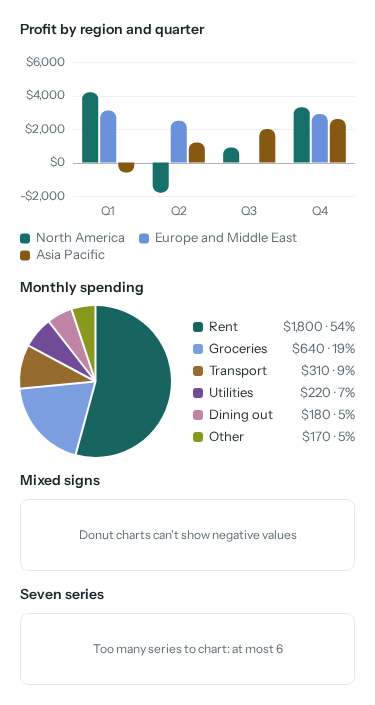 Profit by region and quarter
$6,000
$4,000
$2,000
$0
-$2,000
Q1 Q2 Q3 Q4
North America Europe and Middle East
Asia Pacific
Monthly spending
Rent $1,800 · 54%
Groceries $640 · 19%
Transport $310 · 9%
Utilities $220 · 7%
Dining out $180 · 5%
Other $170 · 5%
Mixed signs
Donut charts can't show negative values
Seven series
Too many series to chart: at most 6